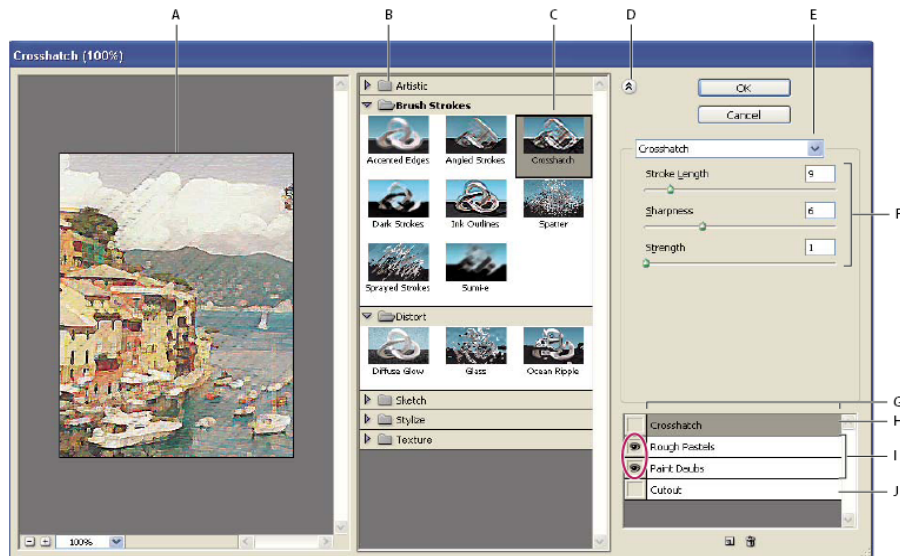 A B C D E
Crosshatch (100%)
Artistic
Brush Strokes
Accented Edges Angled Strokes Crosshatch
Dark Strokes Ink Outlines Spatter
Sprayed Strokes Sumi-e
Distort
Diffuse Glow Glass Ocean Ripple
Sketch
Stylize
Texture
100%
OK
Cancel
Crosshatch
Stroke Length 9
Sharpness 6
Strength 1
F
G
Crosshatch H
Rough Pastels
I
Paint Daubs
Cutout J